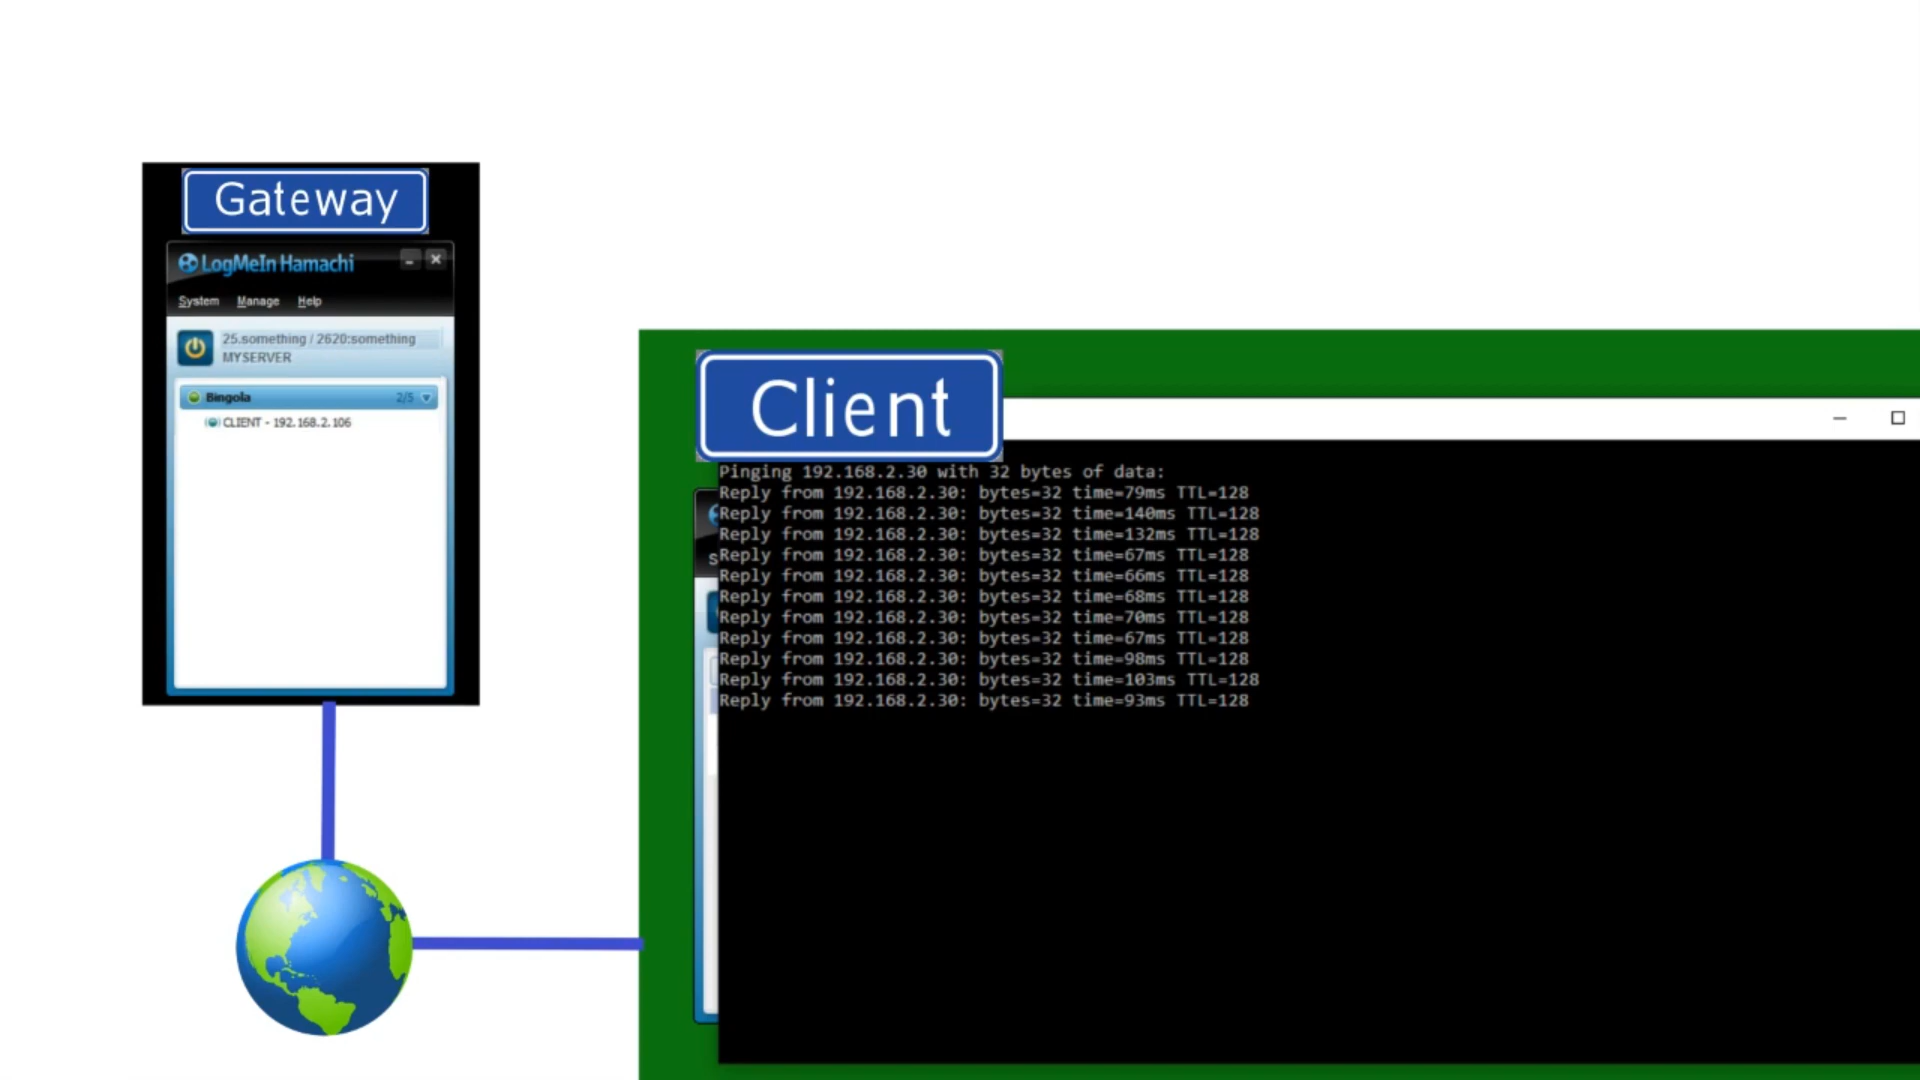 Gateway
LogMeIn Hamachi
System Manage Help
25.something / 2620:something
MYSERVER
Bingola 2/5
CLIENT - 192.168.2.106
Client
Pinging 192.168.2.30 with 32 bytes of data:
Reply from 192.168.2.30: bytes=32 time=79ms TTL=128
Reply from 192.168.2.30: bytes=32 time=140ms TTL=128
Reply from 192.168.2.30: bytes=32 time=132ms TTL=128
Reply from 192.168.2.30: bytes=32 time=67ms TTL=128
Reply from 192.168.2.30: bytes=32 time=66ms TTL=128
Reply from 192.168.2.30: bytes=32 time=68ms TTL=128
Reply from 192.168.2.30: bytes=32 time=70ms TTL=128
Reply from 192.168.2.30: bytes=32 time=67ms TTL=128
Reply from 192.168.2.30: bytes=32 time=98ms TTL=128
Reply from 192.168.2.30: bytes=32 time=103ms TTL=128
Reply from 192.168.2.30: bytes=32 time=93ms TTL=128